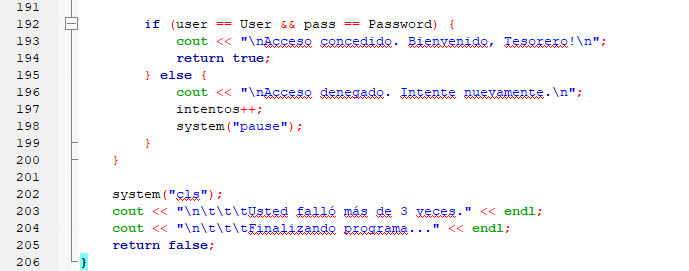 191
192 if (user == User && pass == Password) {
193 cout << "\nAcceso concedido. Bienvenido, Tesorero!\n";
194 return true;
195 } else {
196 cout << "\nAcceso denegado. Intente nuevamente.\n";
197 intentos++;
198 system("pause");
199 }
200 }
201
202 system("cls");
203 cout << "\n\t\t\tUsted falló más de 3 veces." << endl;
204 cout << "\n\t\t\tFinalizando programa..." << endl;
205 return false;
206 }